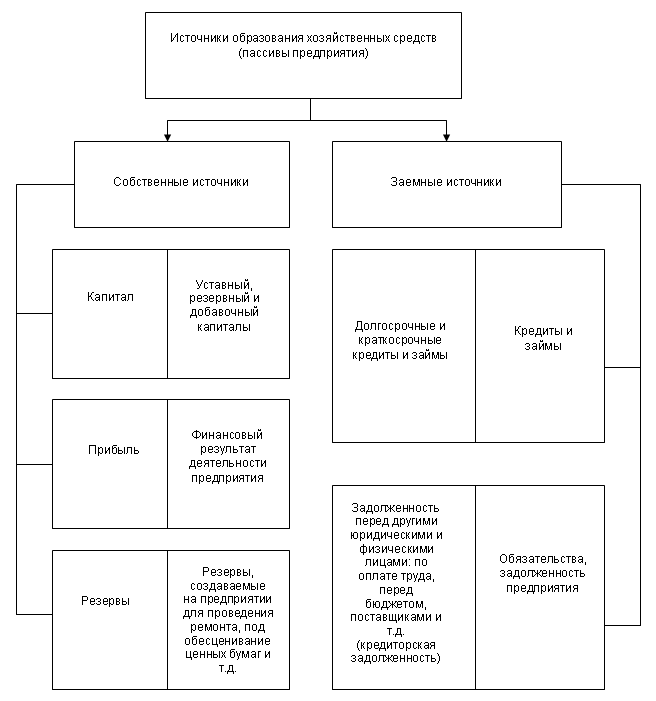 Источники образования хозяйственных средств
(пассивы предприятия)
Собственные источники
Заемные источники
Капитал
Уставный,
резервный и
добавочный
капиталы
Долгосрочные и
краткосрочные
кредиты и займы
Кредиты и
займы
Прибыль
Финансовый
результат
деятельности
предприятия
Резервы
Резервы,
создаваемые
на предприятии
для проведения
ремонта, под
обесценивание
ценных бумаг и
т.д.
Задолженность
перед другими
юридическими и
физическими
лицами: по
оплате труда,
перед
бюджетом,
поставщиками и
т.д.
(кредиторская
задолженность)
Обязательства,
задолженность
предприятия